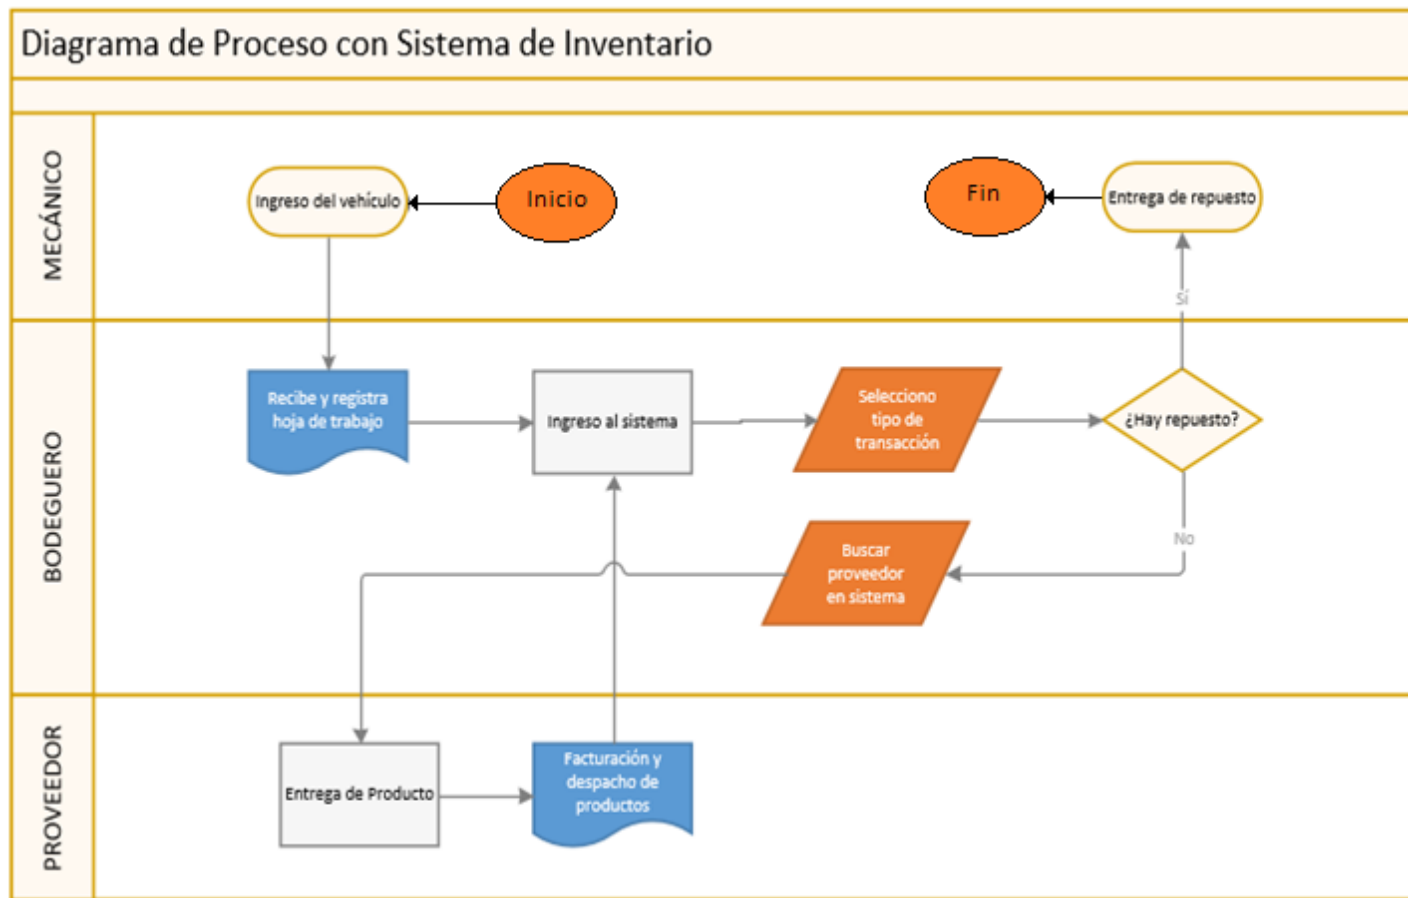 Diagrama de Proceso con Sistema de Inventario
MECÁNICO
Ingreso del vehículo
Inicio
Fin
Entrega de repuesto
Sí
BODEGUERO
Recibe y registra
hoja de trabajo
Ingreso al sistema
Selecciono
tipo de
transacción
¿Hay repuesto?
No
Buscar
proveedor
en sistema
PROVEEDOR
Entrega de Producto
Facturación y
despacho de
productos